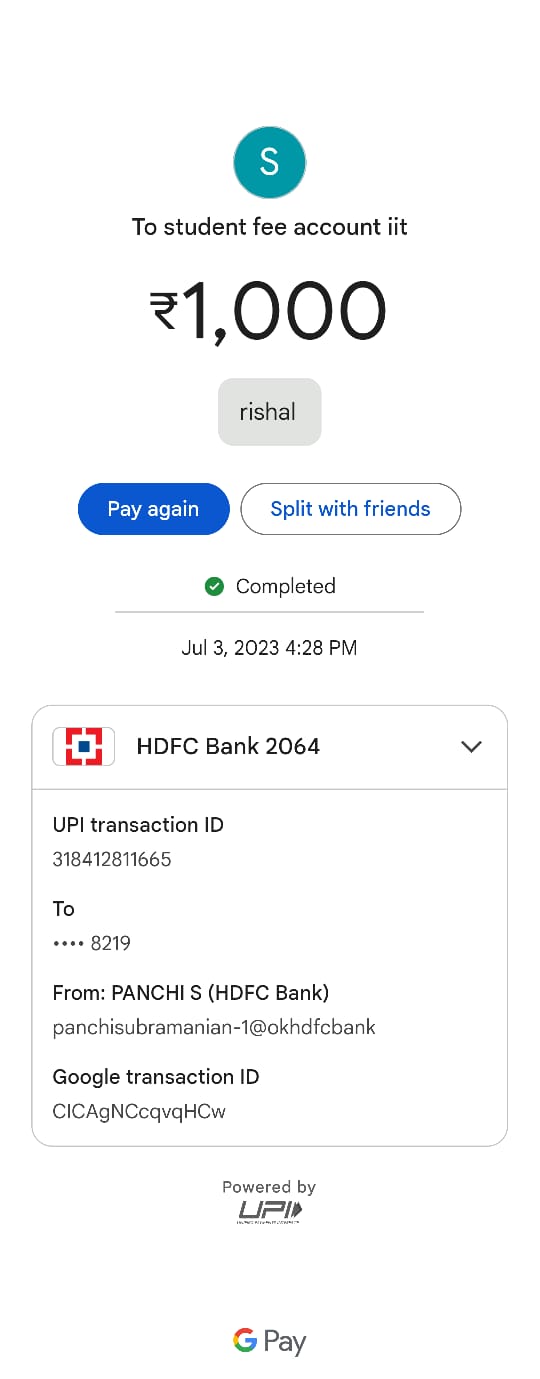 S
To student fee account iit
₹1,000
rishal
Pay again
Split with friends
Completed
Jul 3, 2023 4:28 PM
HDFC Bank 2064
UPI transaction ID
318412811665
To
•••• 8219
From: PANCHI S (HDFC Bank)
panchisubramanian-1@okhdfcbank
Google transaction ID
CICAgNCcqvqHCw
Powered by
UPI
G Pay